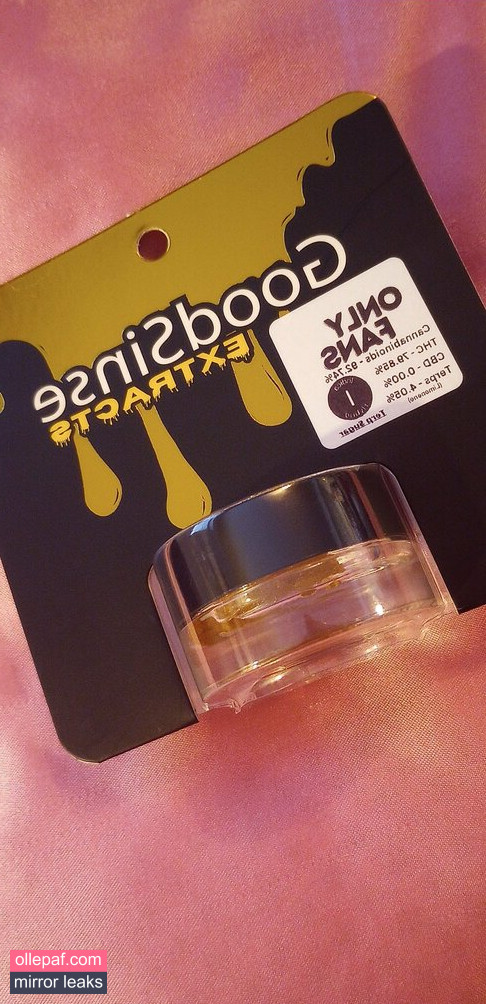 GoodSinse
EXTRACTS
ONLY
FANS
Cannabinoids - 92.74%
THC - 79.85%
CBD - 0.00%
Terps - 4.05%
(Limonene)
1
Terp Sugar
ollepaf.com
mirror leaks